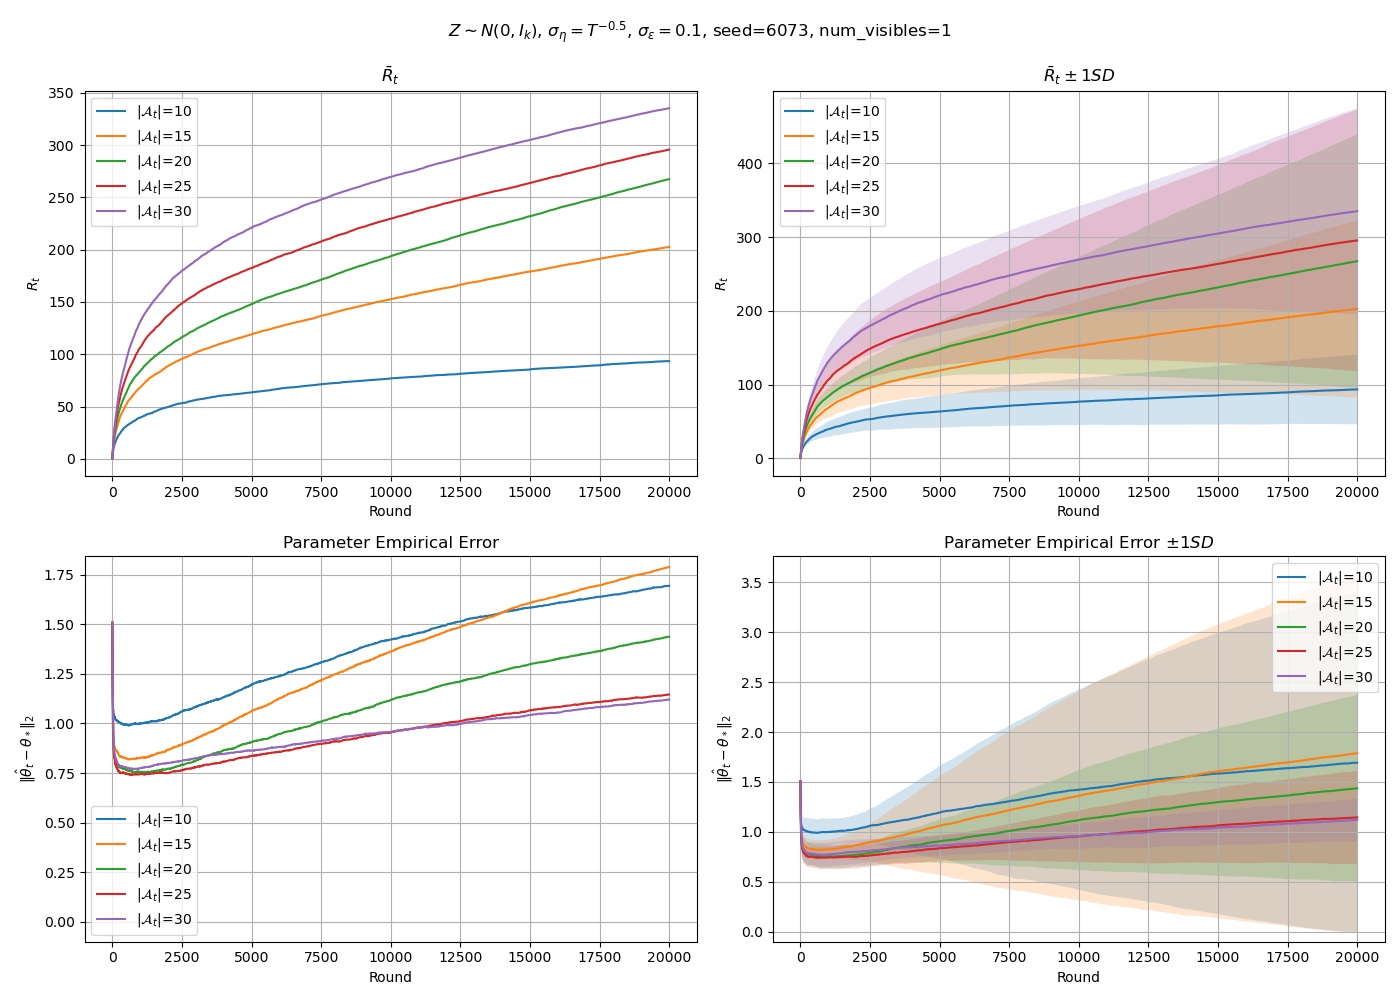 Z ∼ N(0, I_k), σ_η = T^{−0.5}, σ_ε = 0.1, seed=6073, num_visibles=1
R̄_t
350
300
250
200
150
100
50
0
R_t
|𝒜_t|=10
|𝒜_t|=15
|𝒜_t|=20
|𝒜_t|=25
|𝒜_t|=30
0 2500 5000 7500 10000 12500 15000 17500 20000
Round
R̄_t ± 1SD
400
300
200
100
0
R_t
|𝒜_t|=10
|𝒜_t|=15
|𝒜_t|=20
|𝒜_t|=25
|𝒜_t|=30
0 2500 5000 7500 10000 12500 15000 17500 20000
Round
Parameter Empirical Error
1.75
1.50
1.25
1.00
0.75
0.50
0.25
0.00
‖θ̂_t − θ_*‖_2
|𝒜_t|=10
|𝒜_t|=15
|𝒜_t|=20
|𝒜_t|=25
|𝒜_t|=30
0 2500 5000 7500 10000 12500 15000 17500 20000
Round
Parameter Empirical Error ±1SD
3.5
3.0
2.5
2.0
1.5
1.0
0.5
0.0
‖θ̂_t − θ_*‖_2
|𝒜_t|=10
|𝒜_t|=15
|𝒜_t|=20
|𝒜_t|=25
|𝒜_t|=30
0 2500 5000 7500 10000 12500 15000 17500 20000
Round